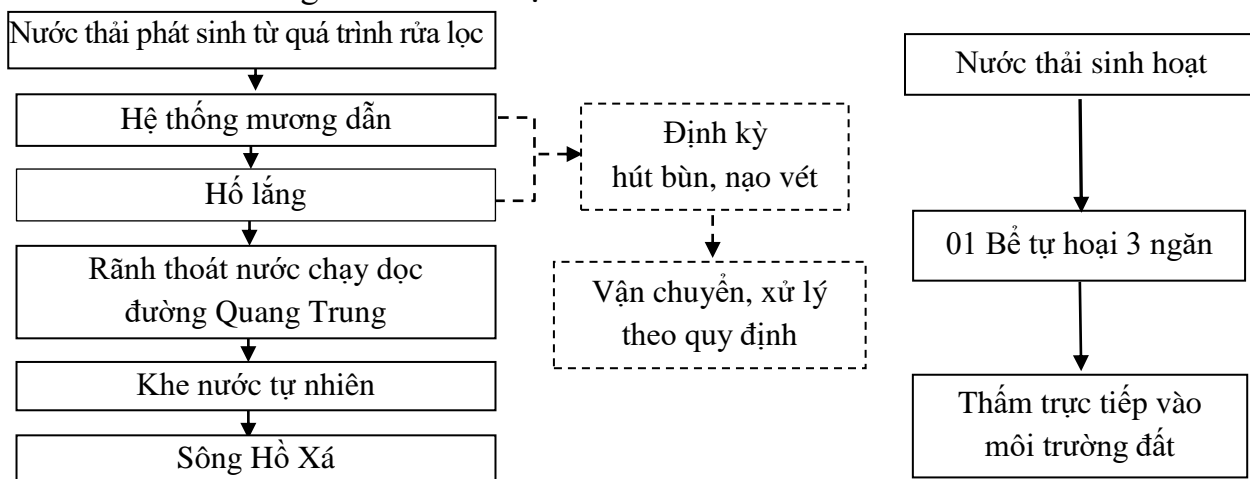 Nước thải phát sinh từ quá trình rửa lọc
Hệ thống mương dẫn
Hố lắng
Rãnh thoát nước chạy dọc
đường Quang Trung
Khe nước tự nhiên
Sông Hồ Xá
Định kỳ
hút bùn, nạo vét
Vận chuyển, xử lý
theo quy định
Nước thải sinh hoạt
01 Bể tự hoại 3 ngăn
Thấm trực tiếp vào
môi trường đất